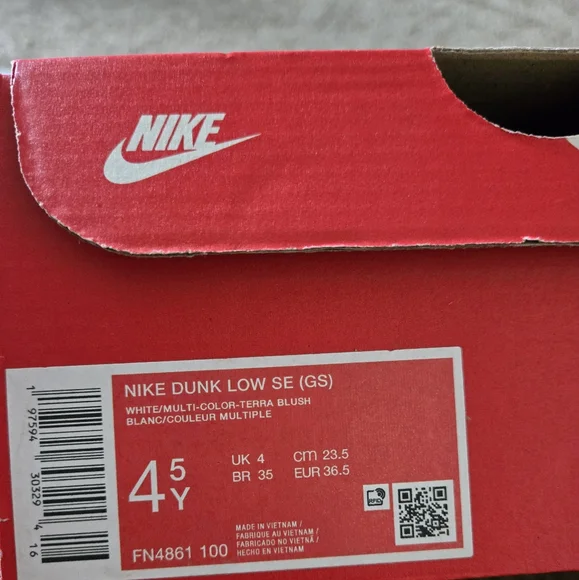 NIKE
NIKE DUNK LOW SE (GS)
WHITE/MULTI-COLOR-TERRA BLUSH
BLANC/COULEUR MULTIPLE
4 5 Y
UK 4 CM 23.5
BR 35 EUR 36.5
RFID
FN4861 100
MADE IN VIETNAM /
FABRIQUE AU VIETNAM /
FABRICADO NO VIETNÃ /
HECHO EN VIETNAM
1 97594 30329 4 16